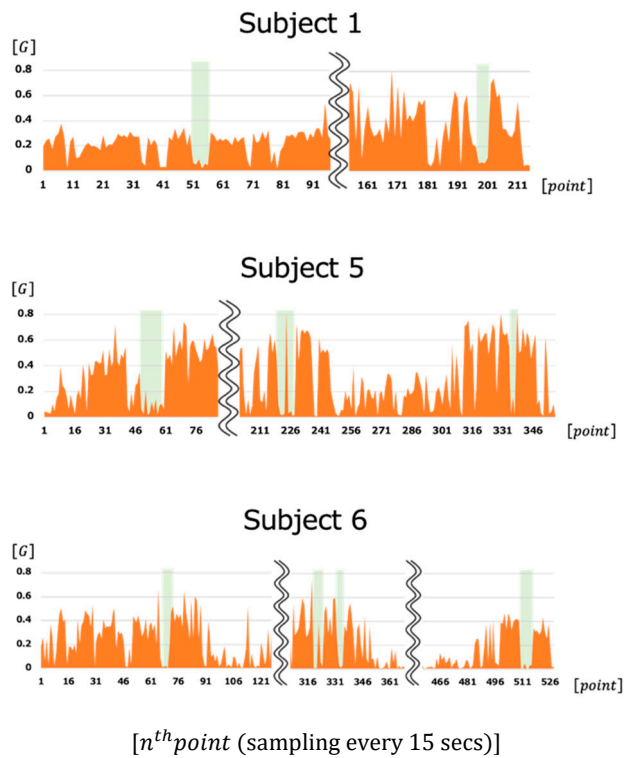 Subject 1
[G]
0.8
0.6
0.4
0.2
0
1 11 21 31 41 51 61 71 81 91 161 171 181 191 201 211 [point]
Subject 5
[G]
0.8
0.6
0.4
0.2
0
1 16 31 46 61 76 211 226 241 256 271 286 301 316 331 346 [point]
Subject 6
[G]
0.8
0.6
0.4
0.2
0
1 16 31 46 61 76 91 106 121 316 331 346 361 466 481 496 511 526 [point]
[n^th point (sampling every 15 secs)]